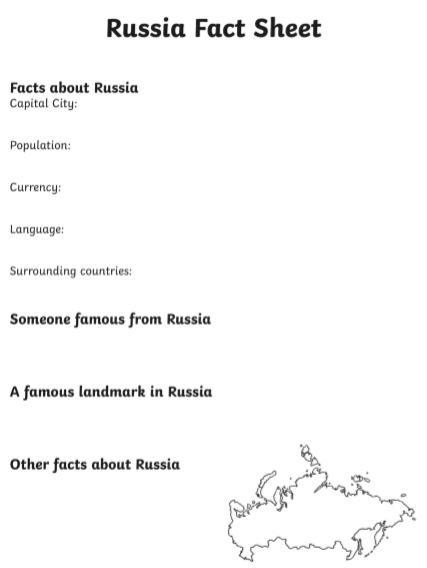 Russia Fact Sheet
Facts about Russia
Capital City:
Population:
Currency:
Language:
Surrounding countries:
Someone famous from Russia
A famous landmark in Russia
Other facts about Russia